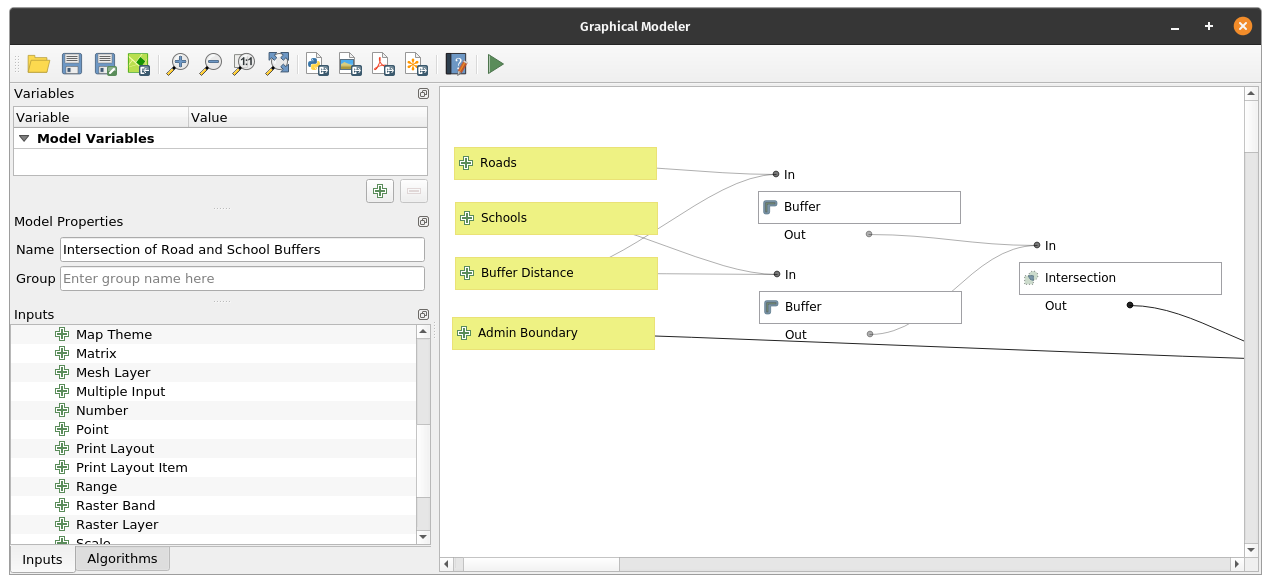 Graphical Modeler
1:1
Variables
Variable Value
Model Variables
Model Properties
Name Intersection of Road and School Buffers
Group Enter group name here
Inputs
Map Theme
Matrix
Mesh Layer
Multiple Input
Number
Point
Print Layout
Print Layout Item
Range
Raster Band
Raster Layer
Scale
Inputs Algorithms
Roads
Schools
Buffer Distance
Admin Boundary
In
Buffer
Out
In
Buffer
Out
In
Intersection
Out